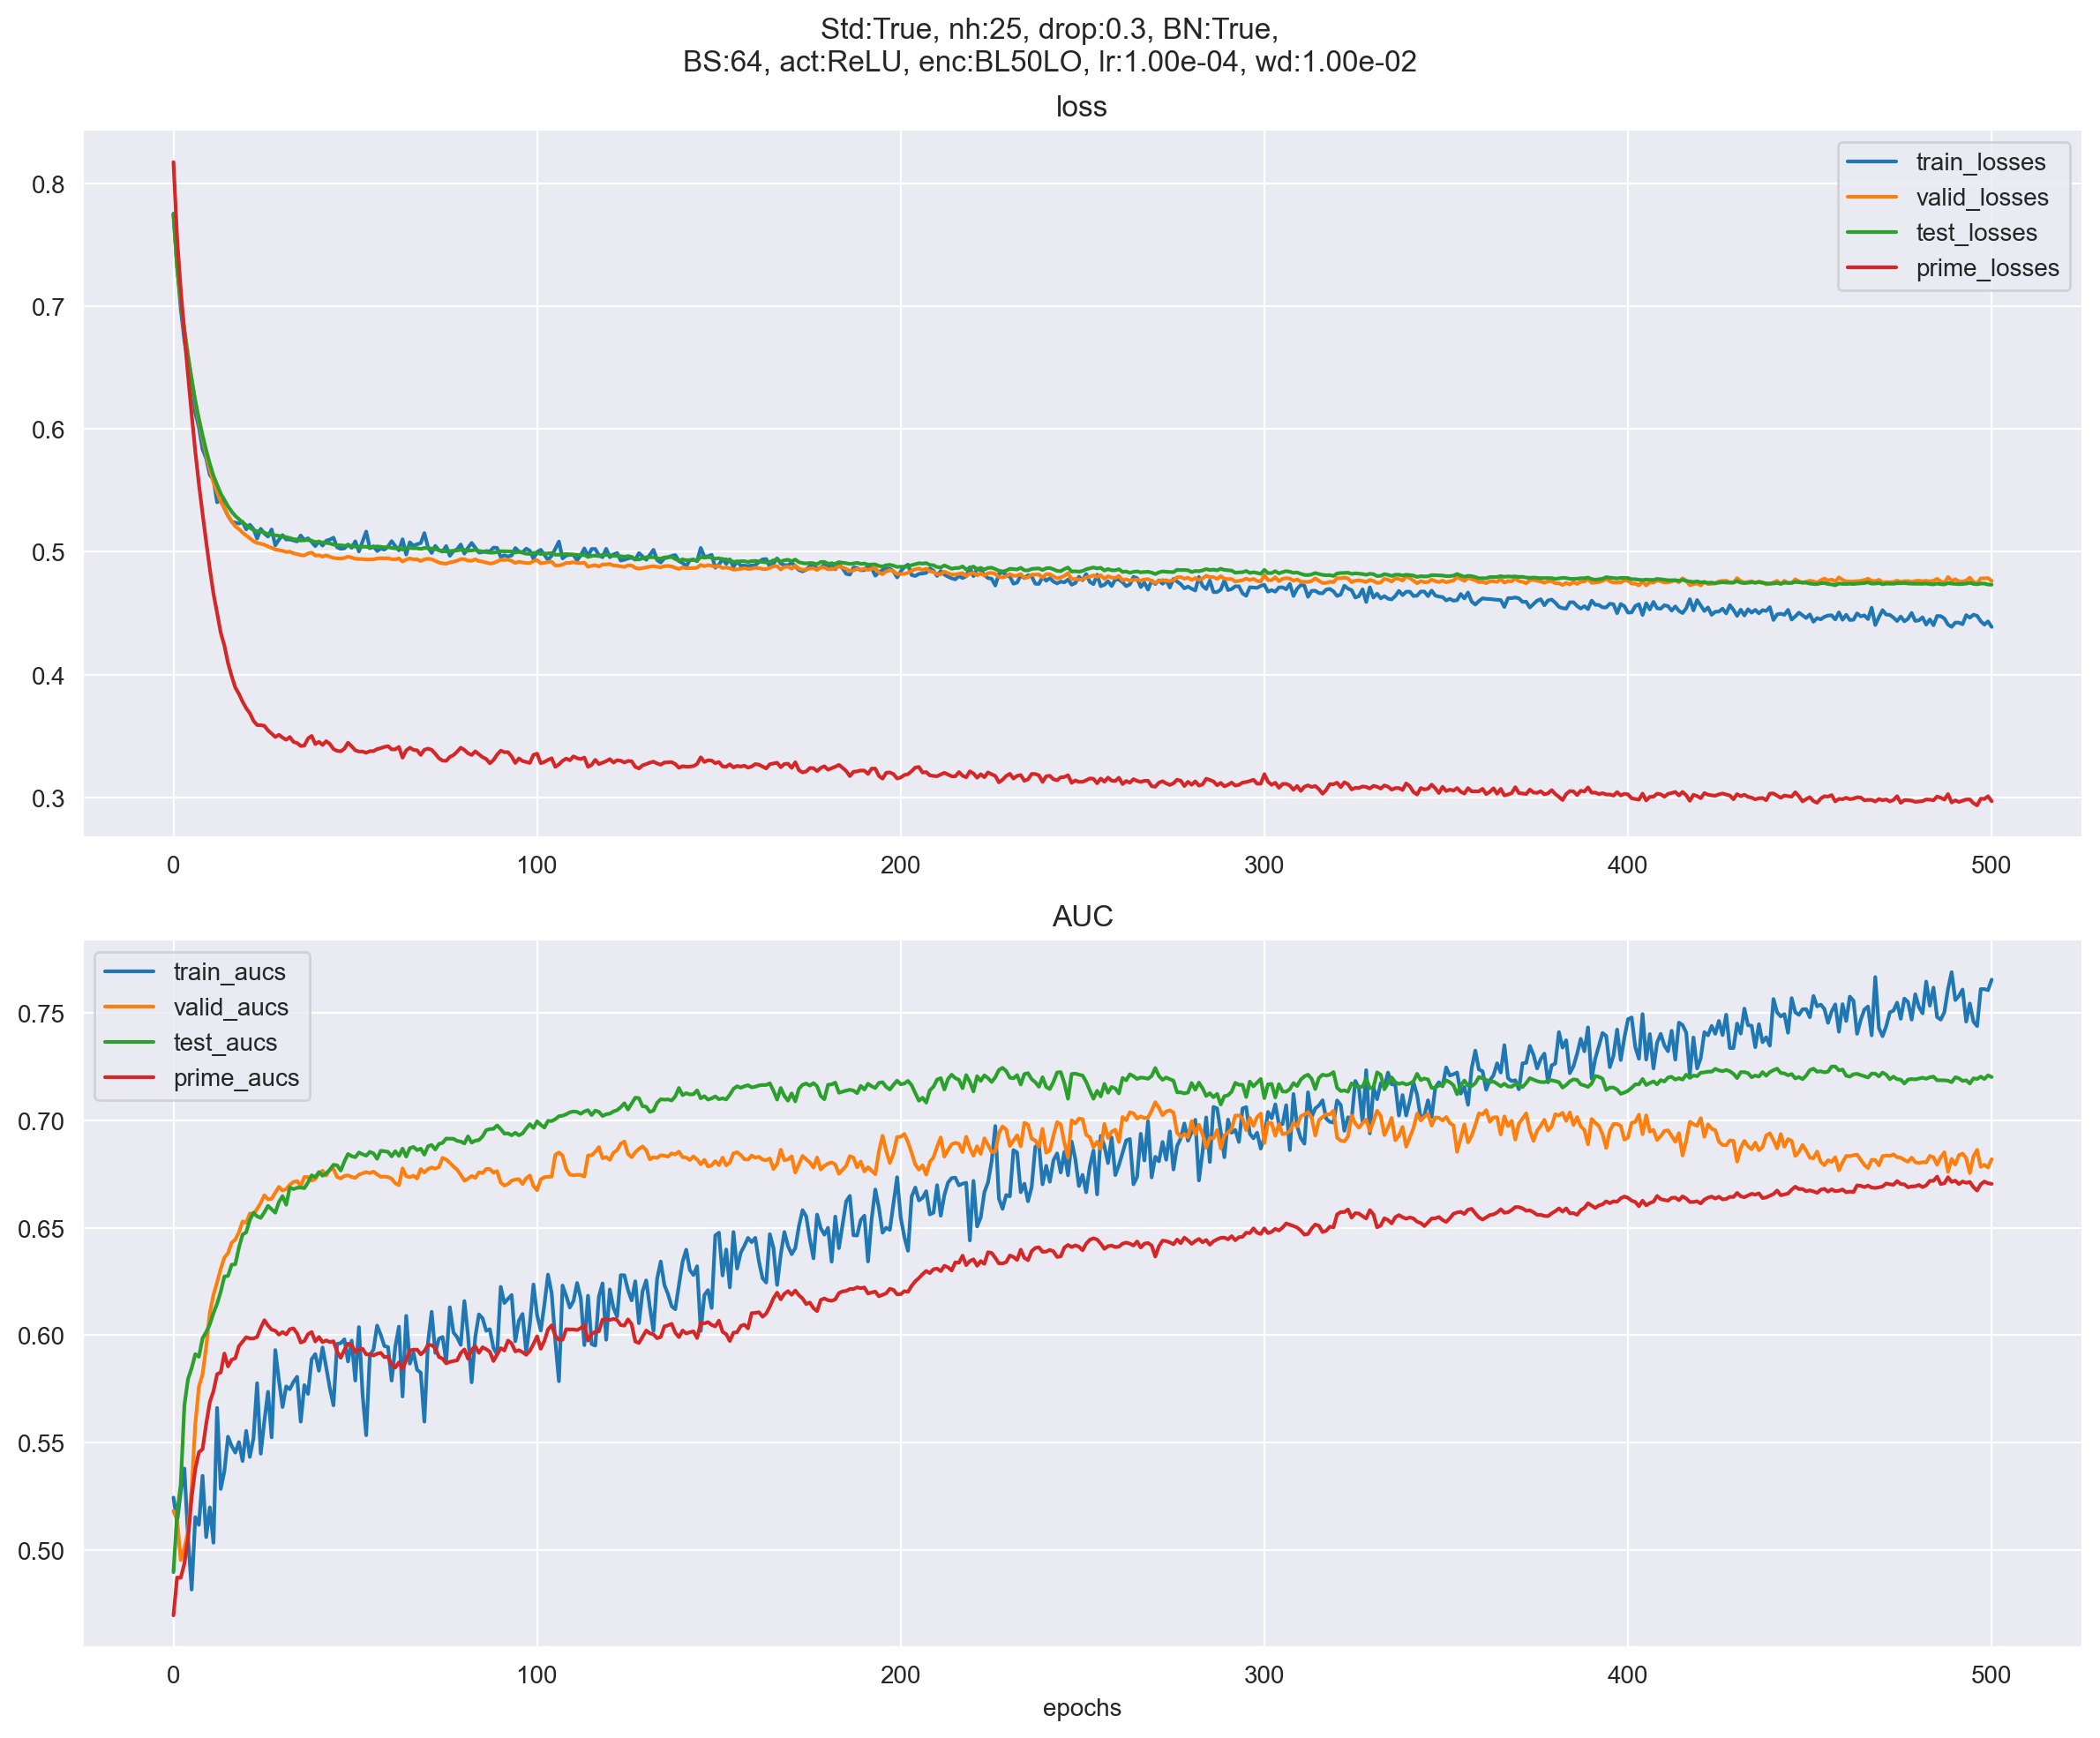 Std:True, nh:25, drop:0.3, BN:True,
BS:64, act:ReLU, enc:BL50LO, lr:1.00e-04, wd:1.00e-02
loss
train_losses
valid_losses
test_losses
prime_losses
0.8
0.7
0.6
0.5
0.4
0.3
0 100 200 300 400 500
AUC
train_aucs
valid_aucs
test_aucs
prime_aucs
0.75
0.70
0.65
0.60
0.55
0.50
0 100 200 300 400 500
epochs